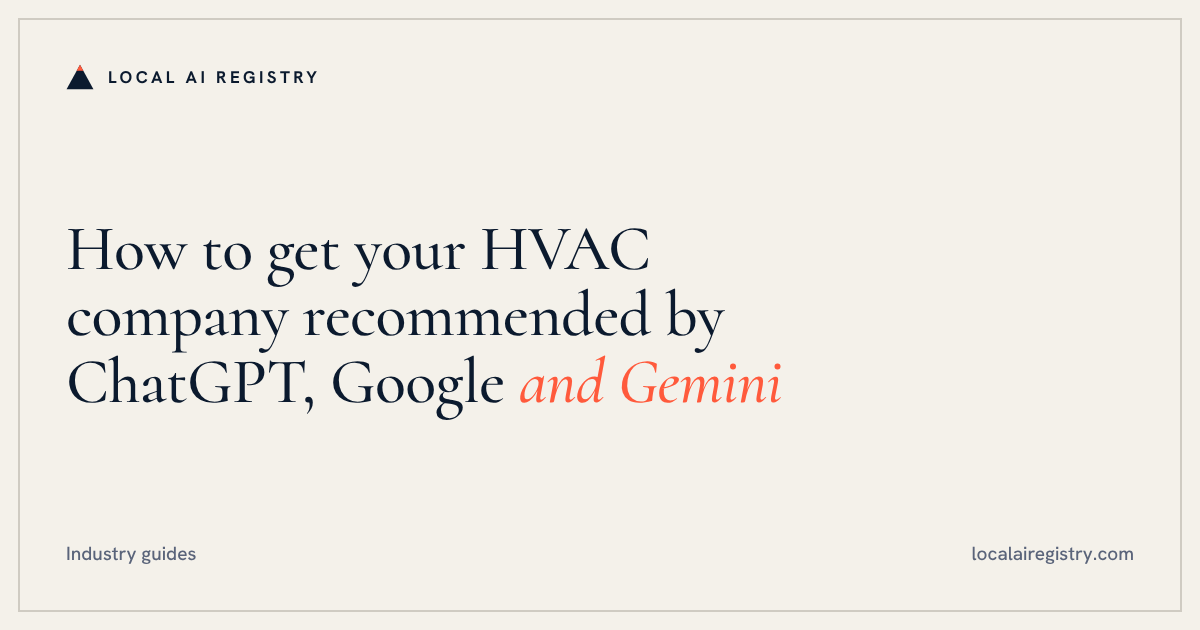 LOCAL AI REGISTRY
How to get your HVAC
company recommended by
ChatGPT, Google and Gemini
Industry guides
localairegistry.com